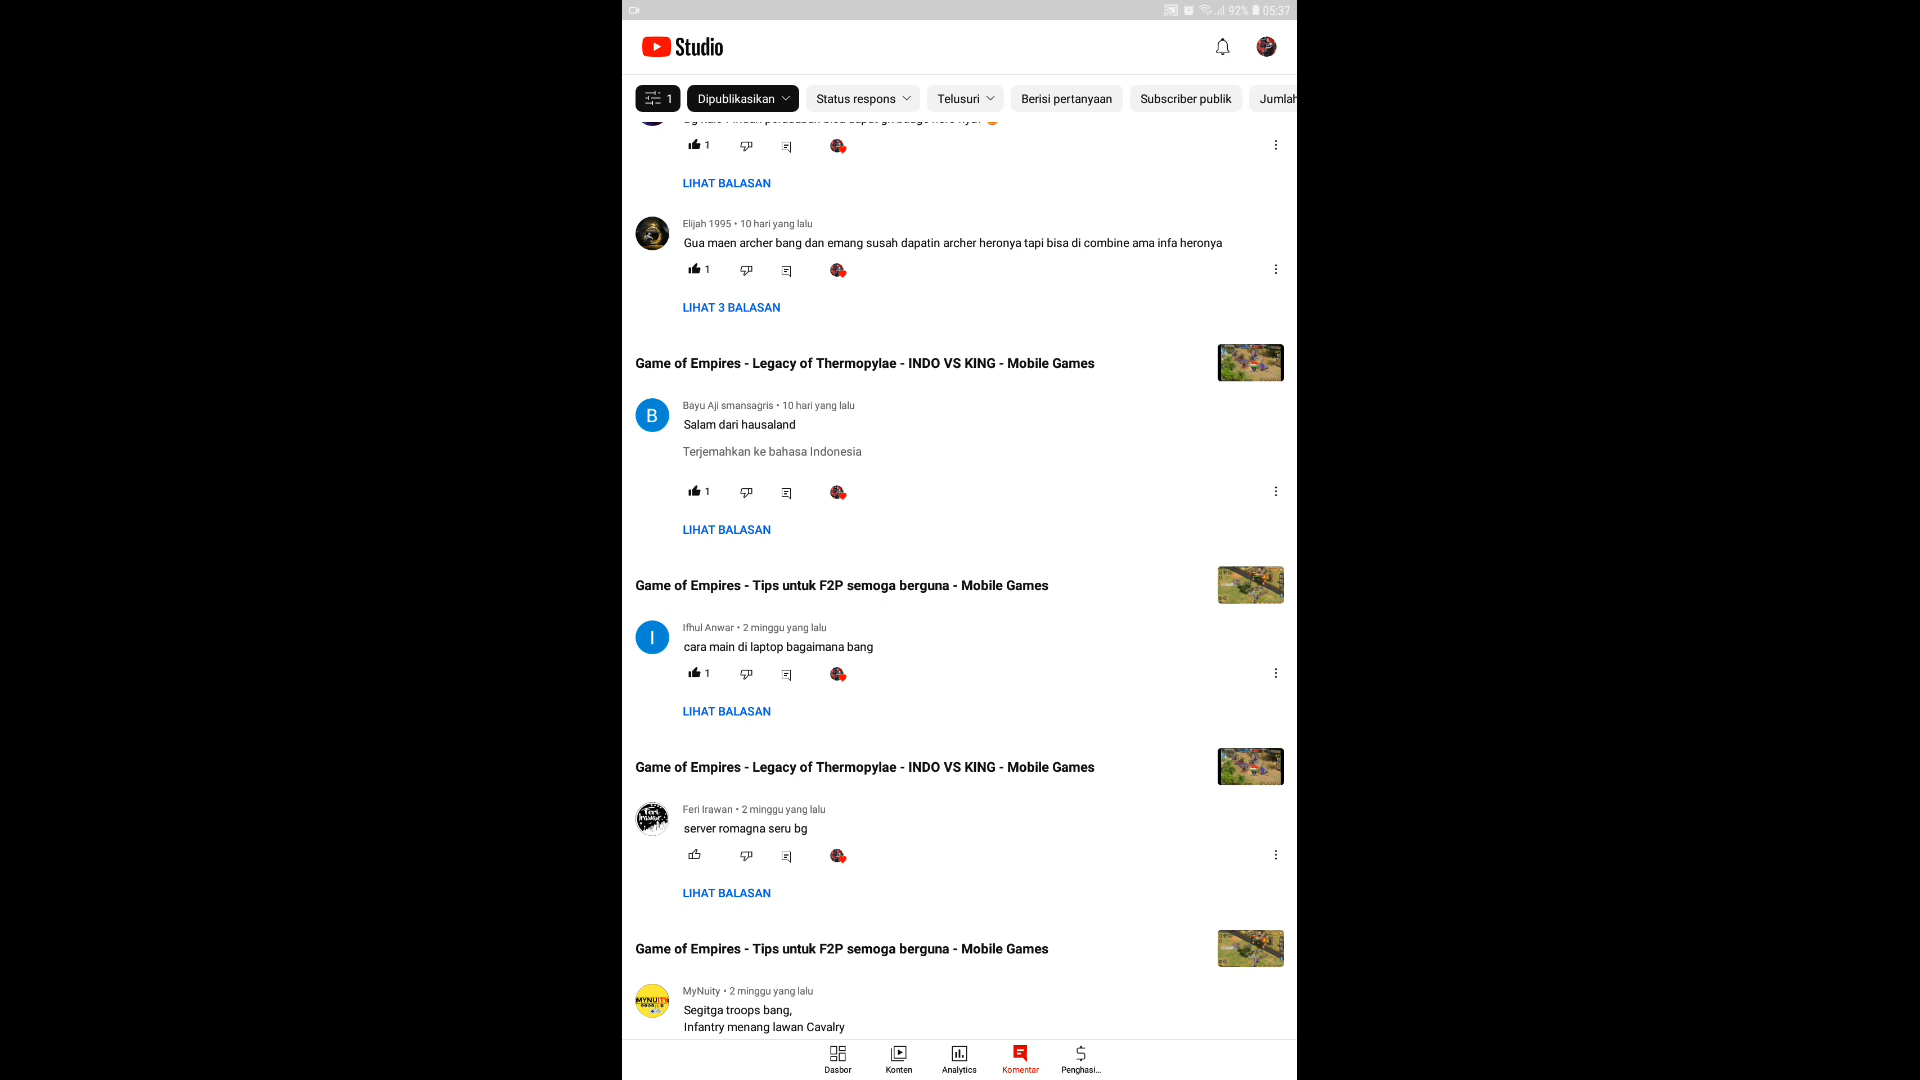 92% 05:37
Studio
1 Dipublikasikan Status respons Telusuri Berisi pertanyaan Subscriber publik Jumlah
1
LIHAT BALASAN
Elijah 1995 • 10 hari yang lalu
Gua maen archer bang dan emang susah dapatin archer heronya tapi bisa di combine ama infa heronya
1
LIHAT 3 BALASAN
Game of Empires - Legacy of Thermopylae - INDO VS KING - Mobile Games
B
Bayu Aji smansagris • 10 hari yang lalu
Salam dari hausaland
Terjemahkan ke bahasa Indonesia
1
LIHAT BALASAN
Game of Empires - Tips untuk F2P semoga berguna - Mobile Games
I
Ifhul Anwar • 2 minggu yang lalu
cara main di laptop bagaimana bang
1
LIHAT BALASAN
Game of Empires - Legacy of Thermopylae - INDO VS KING - Mobile Games
Feri Irawan • 2 minggu yang lalu
server romagna seru bg
LIHAT BALASAN
Game of Empires - Tips untuk F2P semoga berguna - Mobile Games
MYNUITY
MyNuity • 2 minggu yang lalu
Segitga troops bang,
Infantry menang lawan Cavalry
Dasbor Konten Analytics Komentar Penghasi...